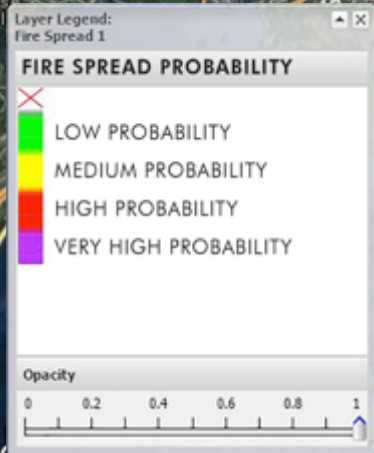 Layer Legend:
Fire Spread 1
FIRE SPREAD PROBABILITY
LOW PROBABILITY
MEDIUM PROBABILITY
HIGH PROBABILITY
VERY HIGH PROBABILITY
Opacity
0 0.2 0.4 0.6 0.8 1